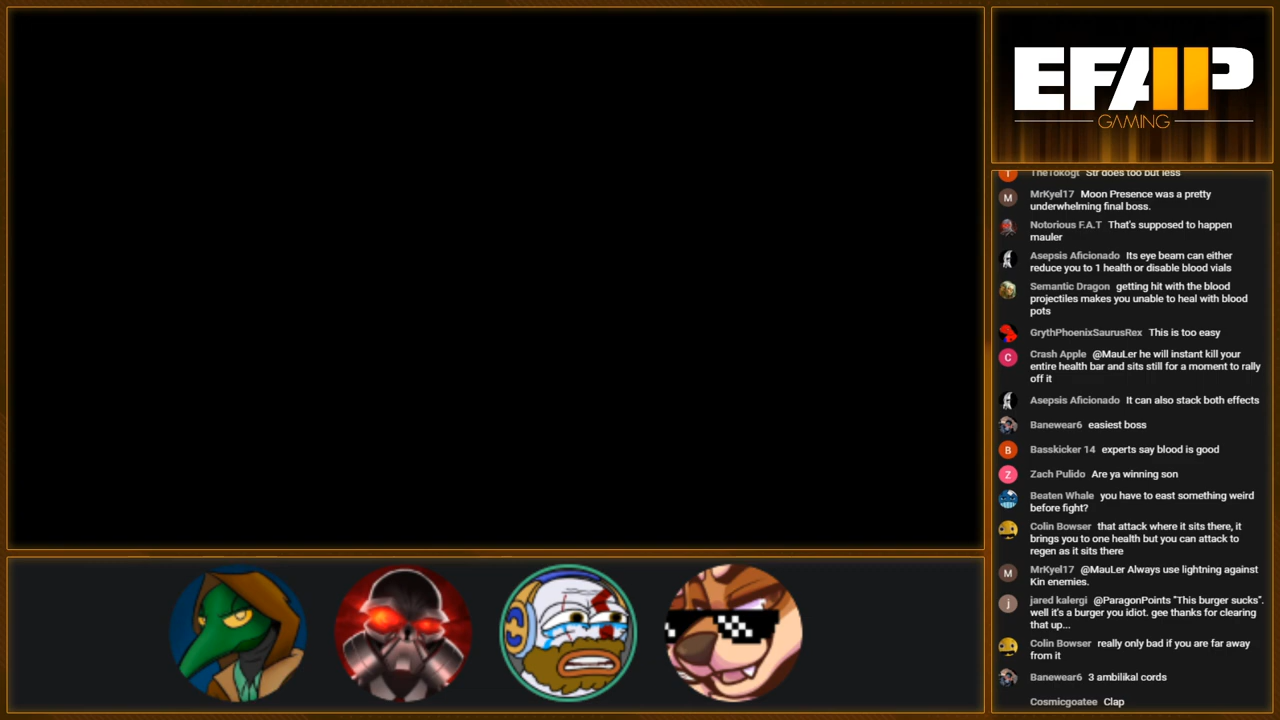 EFAP
GAMING
TheTokogt Str does too but less
MrKyel17 Moon Presence was a pretty
underwhelming final boss.
Notorious F.A.T That's supposed to happen
mauler
Asepsis Aficionado Its eye beam can either
reduce you to 1 health or disable blood vials
Semantic Dragon getting hit with the blood
projectiles makes you unable to heal with blood
pots
GrythPhoenixSaurusRex This is too easy
C Crash Apple @MauLer he will instant kill your
entire health bar and sits still for a moment to rally
off it
Asepsis Aficionado It can also stack both effects
Banewear6 easiest boss
B Basskicker 14 experts say blood is good
Z Zach Pulido Are ya winning son
Beaten Whale you have to east something weird
before fight?
Colin Bowser that attack where it sits there, it
brings you to one health but you can attack to
regen as it sits there
M MrKyel17 @MauLer Always use lightning against
Kin enemies.
j jared kalergi @ParagonPoints "This burger sucks".
well it's a burger you idiot. gee thanks for clearing
that up...
Colin Bowser really only bad if you are far away
from it
Banewear6 3 ambilikal cords
Cosmicgoatee Clap